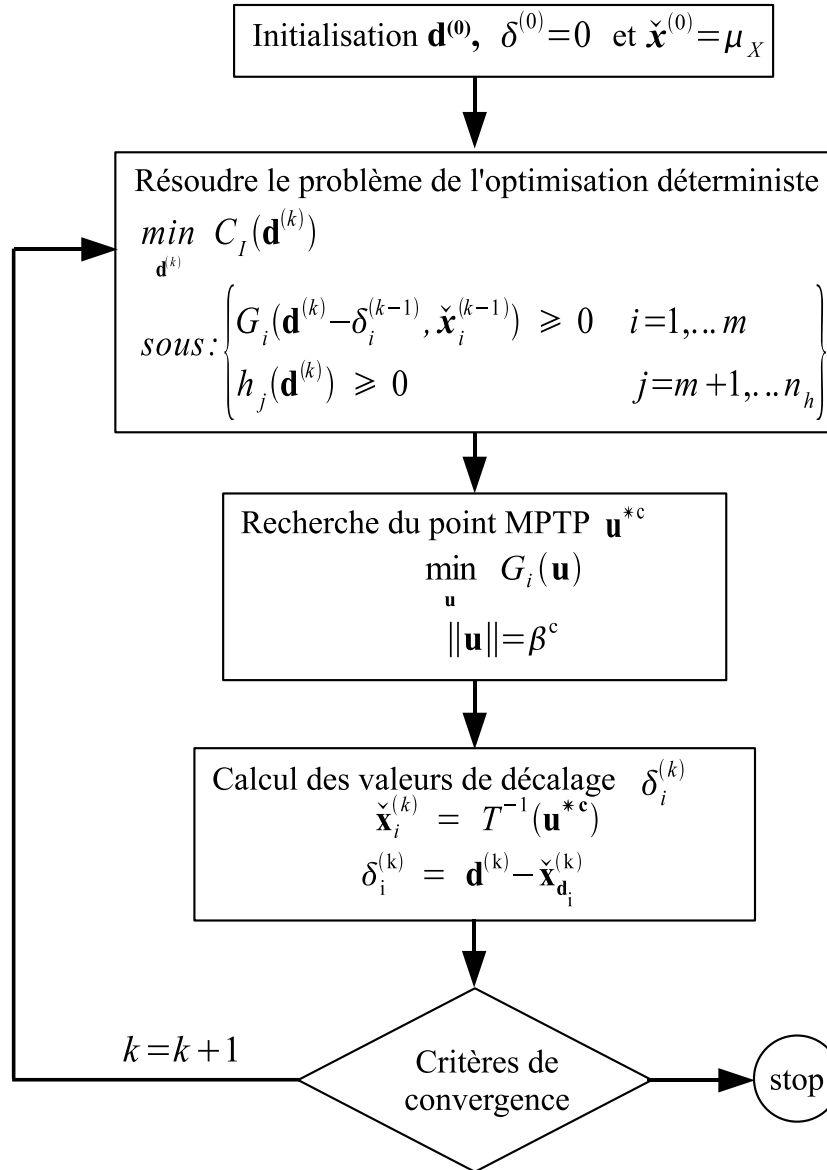 Initialisation d⁽⁰⁾, δ⁽⁰⁾=0 et x̌⁽⁰⁾=μ_X
Résoudre le problème de l'optimisation déterministe
min C_I(d⁽ᵏ⁾)
d⁽ᵏ⁾
sous: { G_i(d⁽ᵏ⁾−δ_i⁽ᵏ⁻¹⁾, x̌_i⁽ᵏ⁻¹⁾) ⩾ 0 i=1,... m
h_j(d⁽ᵏ⁾) ⩾ 0 j=m+1,... n_h }
Recherche du point MPTP u*ᶜ
min G_i(u)
u
‖u‖=βᶜ
Calcul des valeurs de décalage δ_i⁽ᵏ⁾
x̌_i⁽ᵏ⁾ = T⁻¹(u*ᶜ)
δ_i⁽ᵏ⁾ = d⁽ᵏ⁾−x̌_{d_i}⁽ᵏ⁾
k=k+1
Critères de
convergence
stop